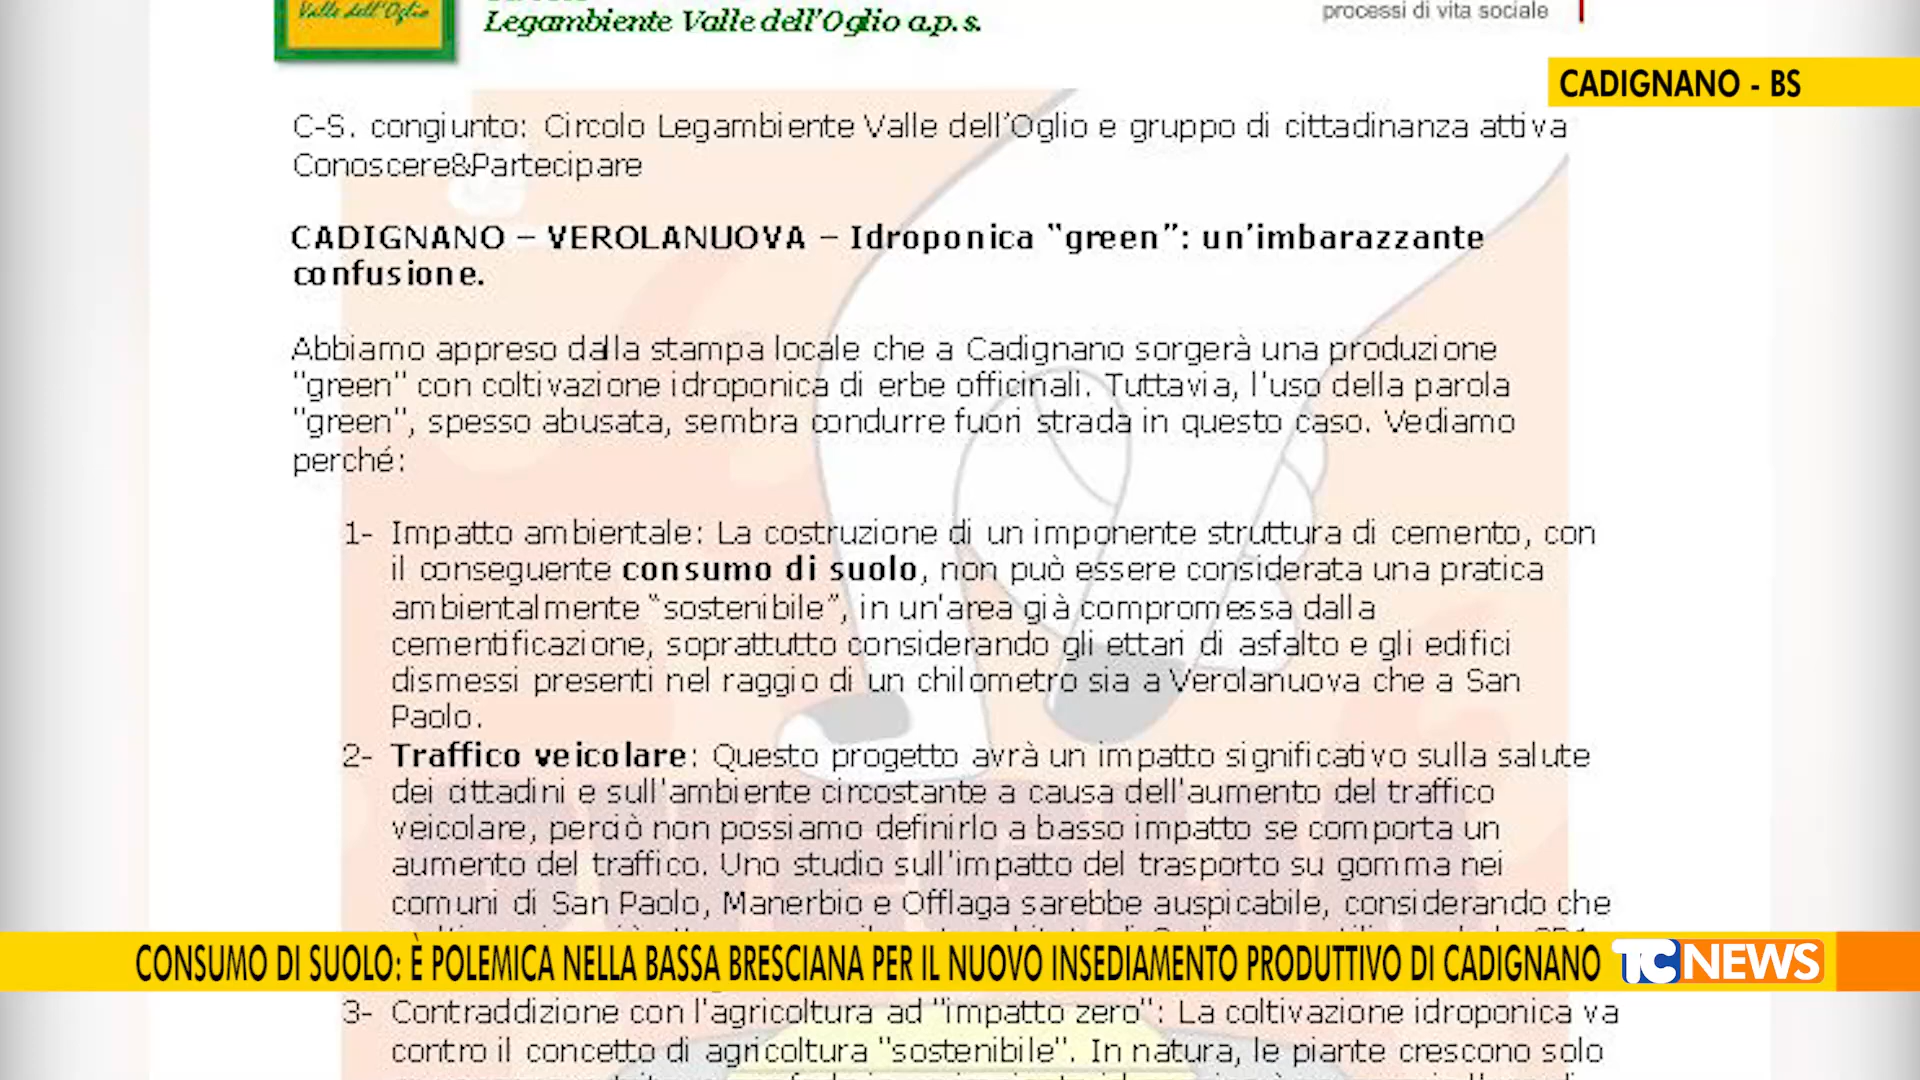 Valle dell'Oglio
Legambiente Valle dell'Oglio a.p.s.
processi di vita sociale
CADIGNANO - BS
C-S. congiunto: Circolo Legambiente Valle dell'Oglio e gruppo di cittadinanza attiva
Conoscere&Partecipare
CADIGNANO – VEROLANUOVA – Idroponica "green": un'imbarazzante
confusione.
Abbiamo appreso dalla stampa locale che a Cadignano sorgerà una produzione
"green" con coltivazione idroponica di erbe officinali. Tuttavia, l'uso della parola
"green", spesso abusata, sembra condurre fuori strada in questo caso. Vediamo
perché:
1- Impatto ambientale: La costruzione di un imponente struttura di cemento, con
il conseguente consumo di suolo, non può essere considerata una pratica
ambientalmente "sostenibile", in un'area già compromessa dalla
cementificazione, soprattutto considerando gli ettari di asfalto e gli edifici
dismessi presenti nel raggio di un chilometro sia a Verolanuova che a San
Paolo.
2- Traffico veicolare: Questo progetto avrà un impatto significativo sulla salute
dei cittadini e sull'ambiente circostante a causa dell'aumento del traffico
veicolare, perciò non possiamo definirlo a basso impatto se comporta un
aumento del traffico. Uno studio sull'impatto del trasporto su gomma nei
comuni di San Paolo, Manerbio e Offlaga sarebbe auspicabile, considerando che
CONSUMO DI SUOLO: È POLEMICA NELLA BASSA BRESCIANA PER IL NUOVO INSEDIAMENTO PRODUTTIVO DI CADIGNANO TC NEWS
3- Contraddizione con l'agricoltura ad "impatto zero": La coltivazione idroponica va
contro il concetto di agricoltura "sostenibile". In natura, le piante crescono solo